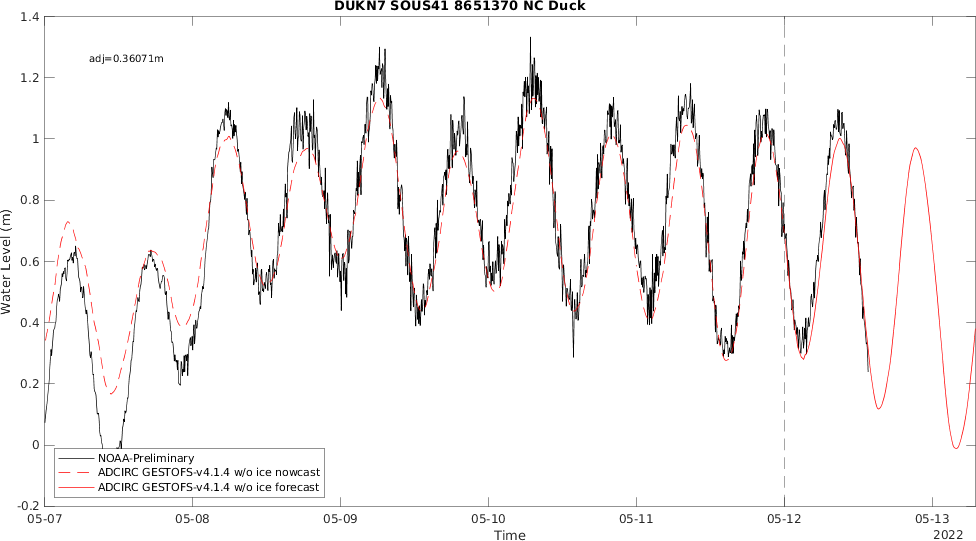 DUKN7 SOUS41 8651370 NC Duck
1.4
adj=0.36071m
1.2
1
0.8
0.6
0.4
0.2
0
-0.2
Water Level (m)
NOAA-Preliminary
ADCIRC GESTOFS-v4.1.4 w/o ice nowcast
ADCIRC GESTOFS-v4.1.4 w/o ice forecast
05-07 05-08 05-09 05-10 05-11 05-12 05-13
Time
2022